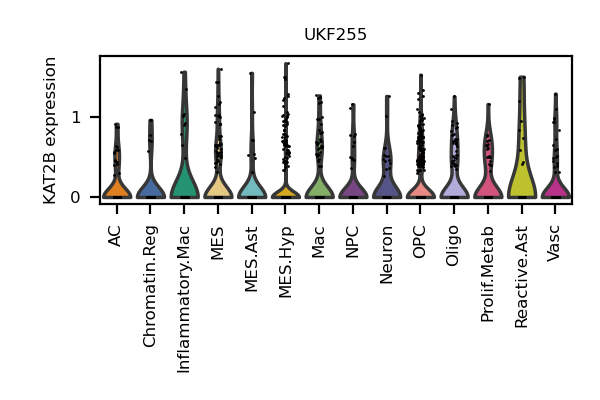 UKF255
KAT2B expression
1
0
AC
Chromatin.Reg
Inflammatory.Mac
MES
MES.Ast
MES.Hyp
Mac
NPC
Neuron
OPC
Oligo
Prolif.Metab
Reactive.Ast
Vasc